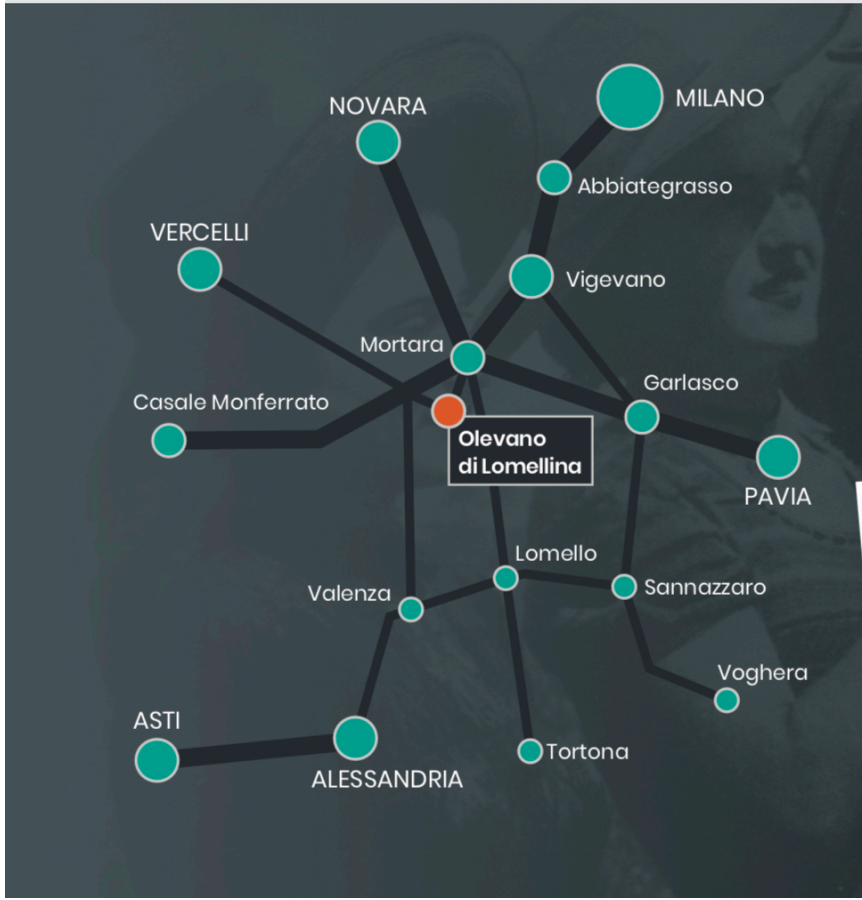 MILANO
NOVARA
Abbiategrasso
VERCELLI
Vigevano
Mortara
Garlasco
Casale Monferrato
Olevano
di Lomellina
PAVIA
Lomello
Valenza
Sannazzaro
Voghera
ASTI
Tortona
ALESSANDRIA